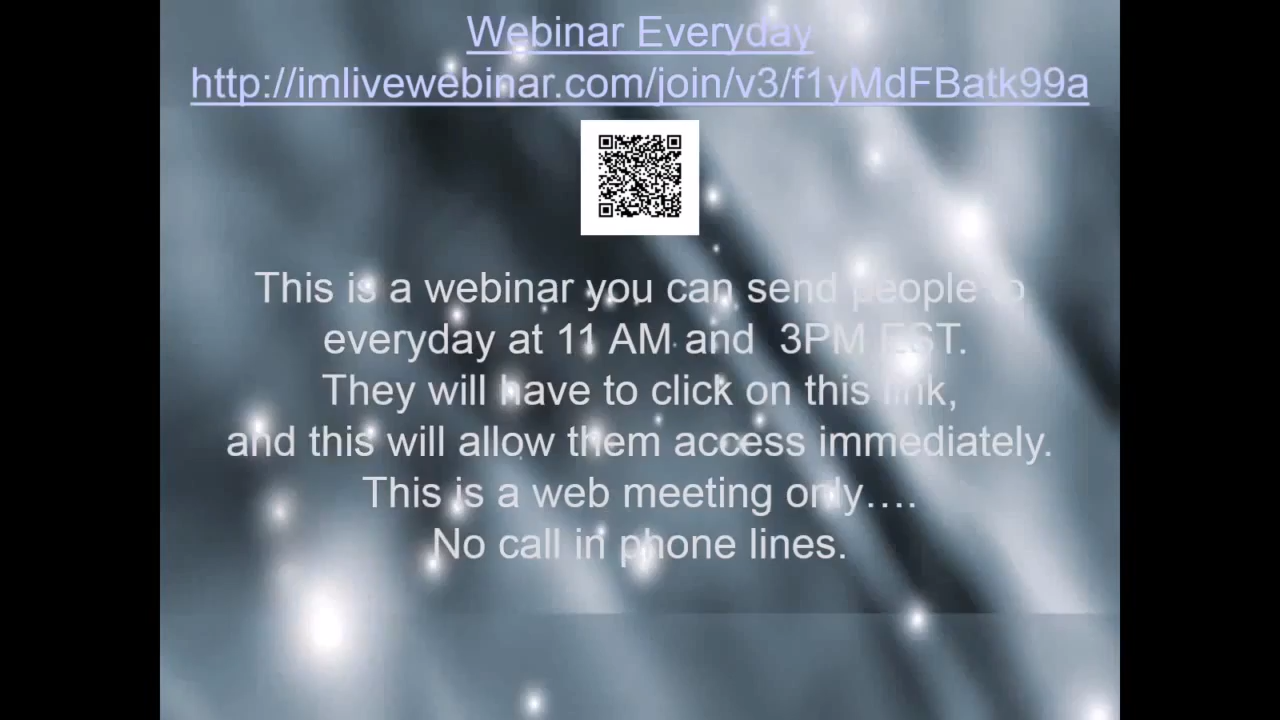 Webinar Everyday
http://imlivewebinar.com/join/v3/f1yMdFBatk99a
This is a webinar you can send people to
everyday at 11 AM and  3PM EST.
They will have to click on this link,
and this will allow them access immediately.
This is a web meeting only….
No call in phone lines.